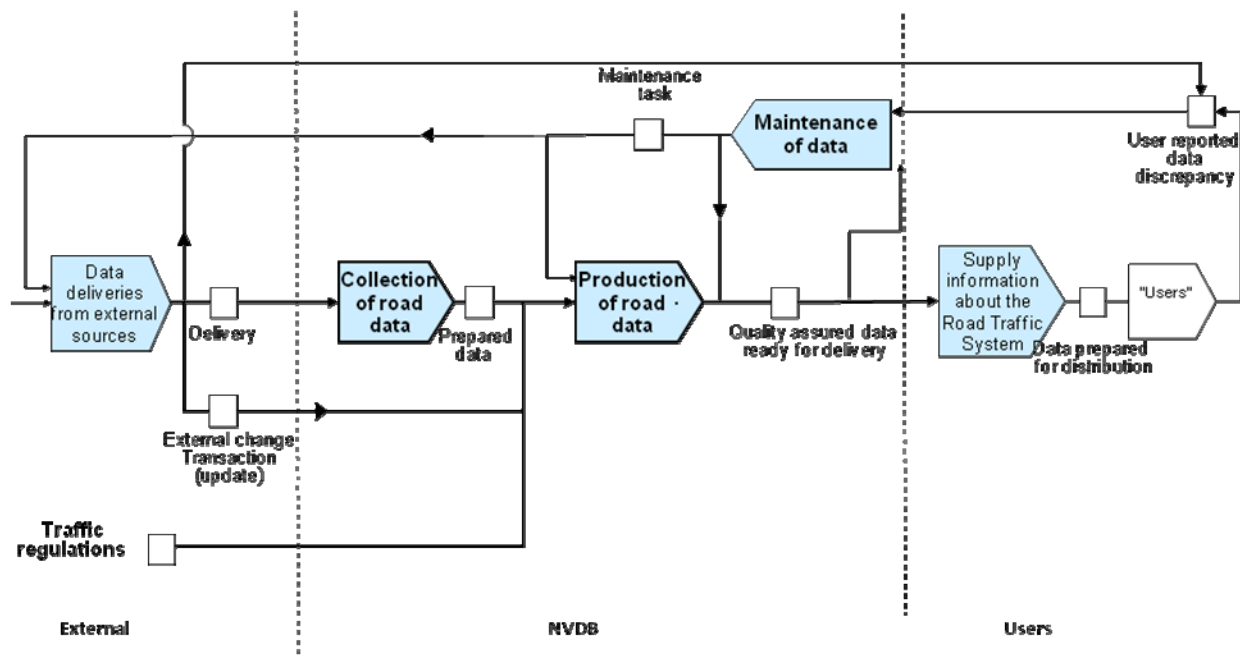 Maintenance
task
Maintenance
of data
User reported
data
discrepancy
Data
deliveries
from external
sources
Delivery
Collection
of road
data
Prepared
data
Production
of road ·
data
Quality assured data
ready for delivery
Supply
information
about the
Road Traffic
System
Data prepared
for distribution
"Users"
External change
Transaction
(update)
Traffic
regulations
External
NVDB
Users